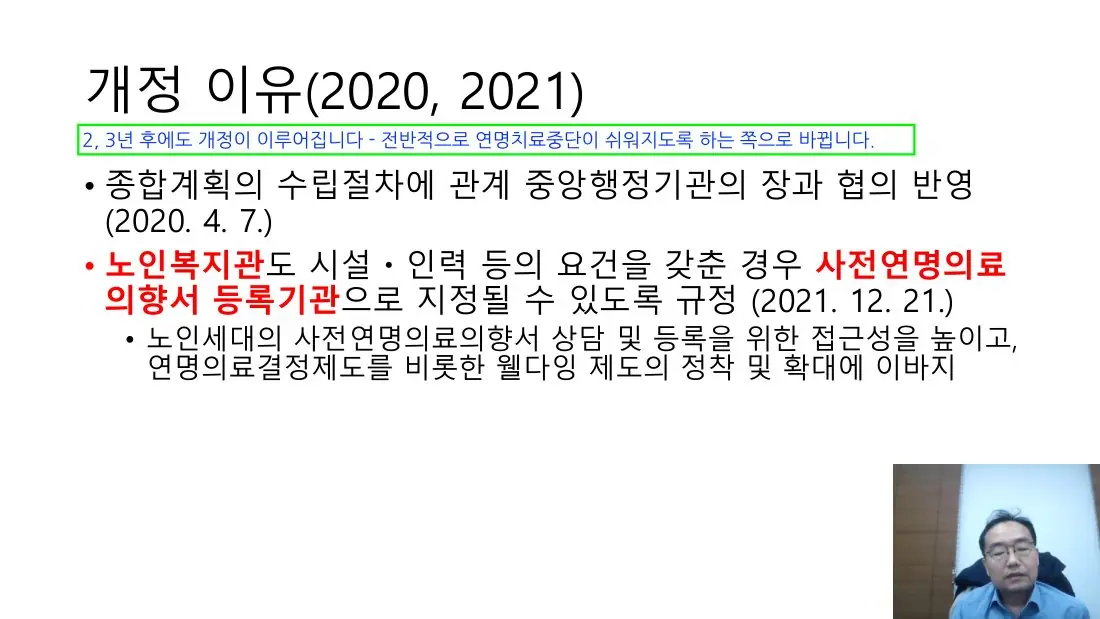 개정 이유(2020, 2021)
2, 3년 후에도 개정이 이루어집니다 - 전반적으로 연명치료중단이 쉬워지도록 하는 쪽으로 바뀝니다.
• 종합계획의 수립절차에 관계 중앙행정기관의 장과 협의 반영
(2020. 4. 7.)
• 노인복지관도 시설・인력 등의 요건을 갖춘 경우 사전연명의료
의향서 등록기관으로 지정될 수 있도록 규정 (2021. 12. 21.)
• 노인세대의 사전연명의료의향서 상담 및 등록을 위한 접근성을 높이고,
연명의료결정제도를 비롯한 웰다잉 제도의 정착 및 확대에 이바지